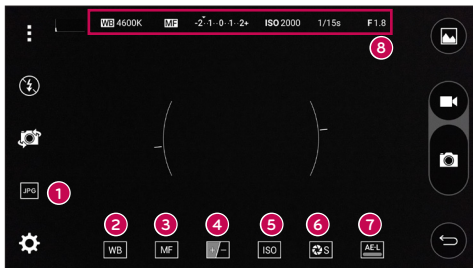 WB 4600K MF -2··1··0··1··2+ ISO 2000 1/15s F1.8
8
JPG 1
2 3 4 5 6 7
WB MF +/- ISO S AE-L